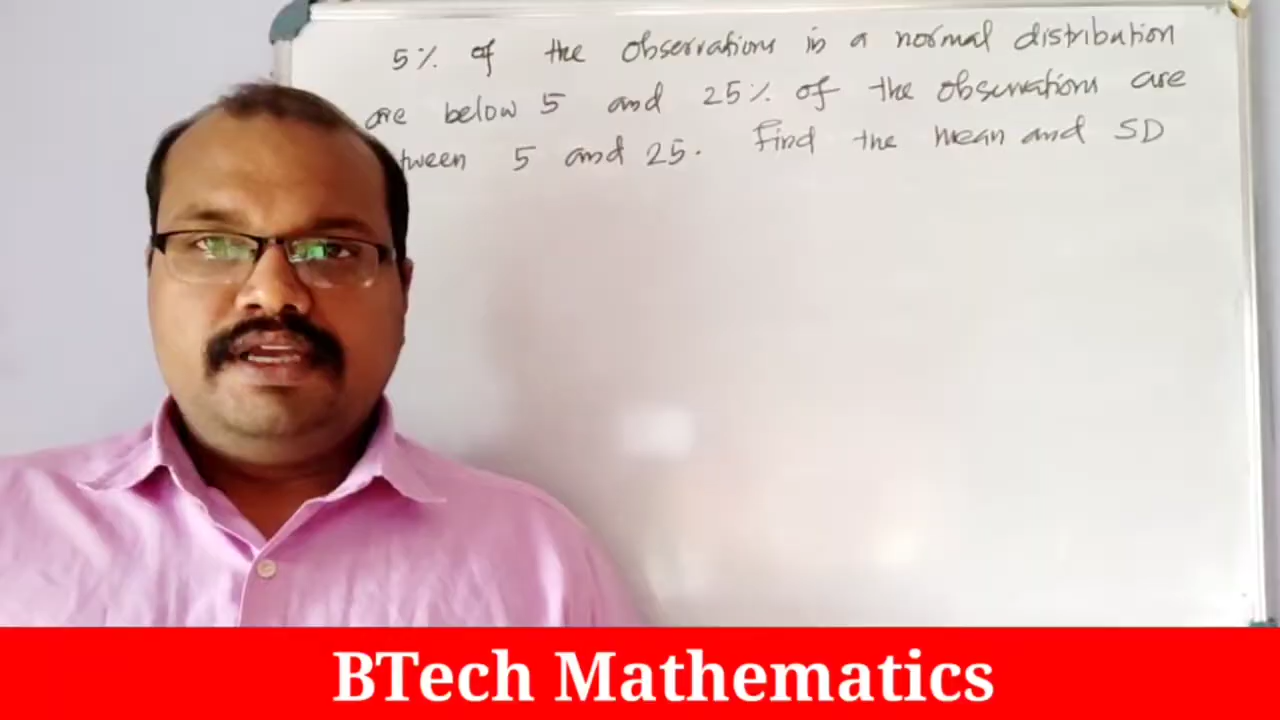 5% of the observations in a normal distribution
are below 5 and 25% of the observations are
tween 5 and 25. Find the mean and SD
BTech Mathematics